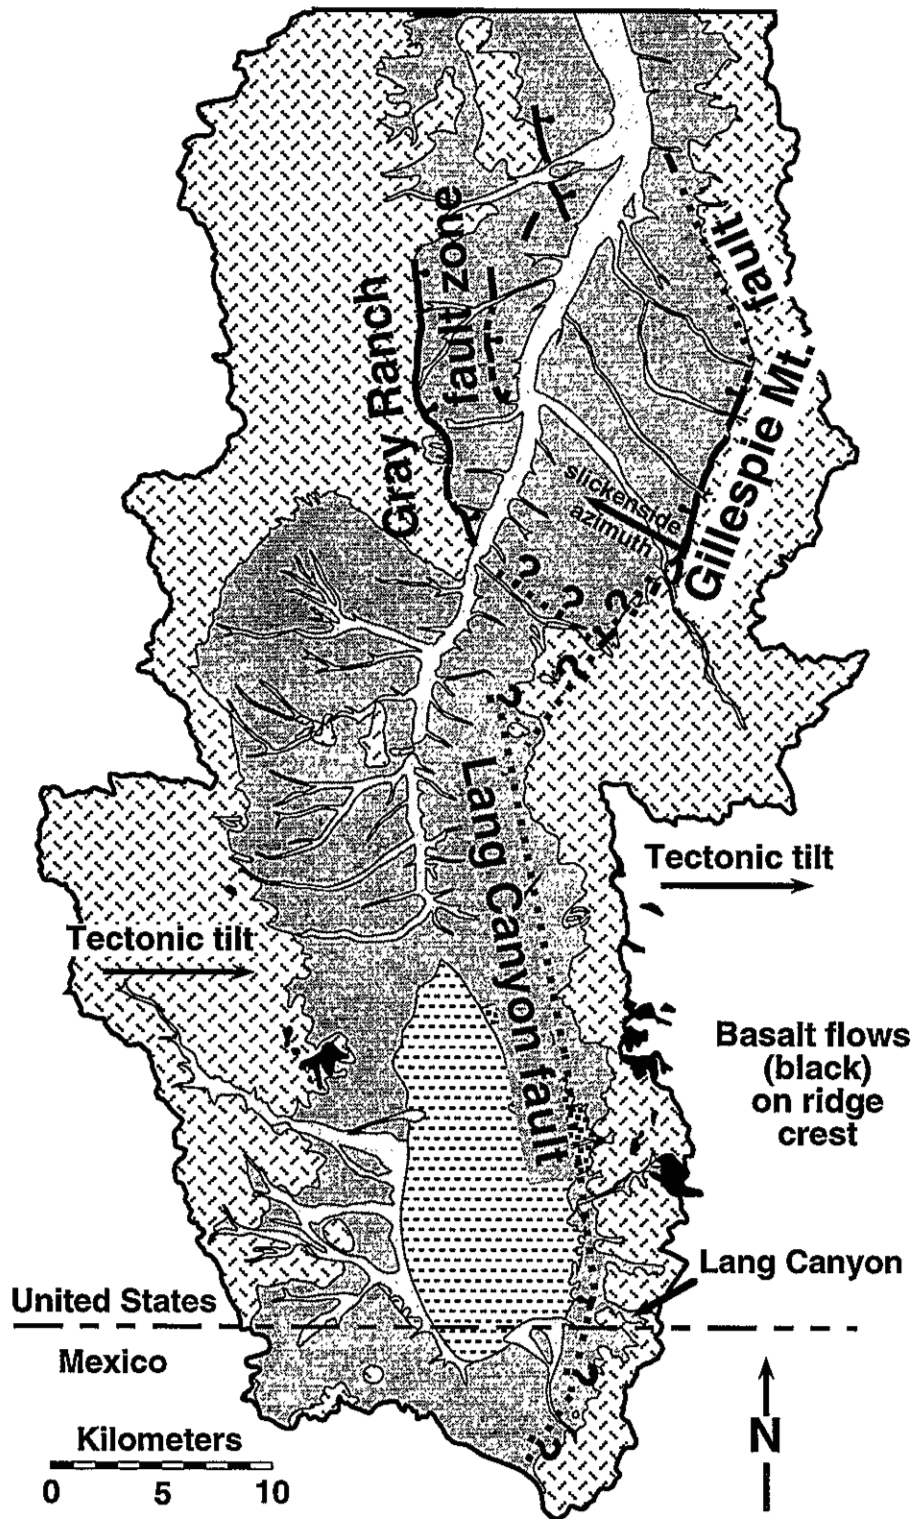 Gray Ranch
fault zone
Gillespie Mt.
fault
slickenside
azimuth
?
?
?
?
?
Lang Canyon fault
Tectonic tilt
Tectonic tilt
Basalt flows
(black)
on ridge
crest
Lang Canyon
United States
Mexico
?
?
Kilometers
0 5 10
N